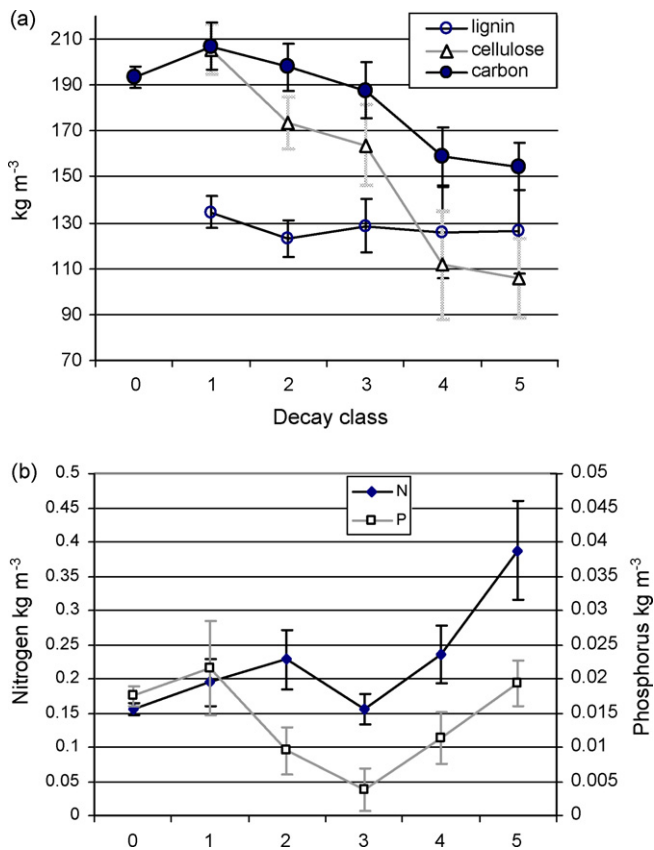 (a)
lignin
cellulose
carbon
210
190
170
150
130
110
90
70
kg m-3
0 1 2 3 4 5
Decay class
(b)
N
P
0.5
0.45
0.4
0.35
0.3
0.25
0.2
0.15
0.1
0.05
0
Nitrogen kg m-3
0.05
0.045
0.04
0.035
0.03
0.025
0.02
0.015
0.01
0.005
0
Phosphorus kg m-3
0 1 2 3 4 5